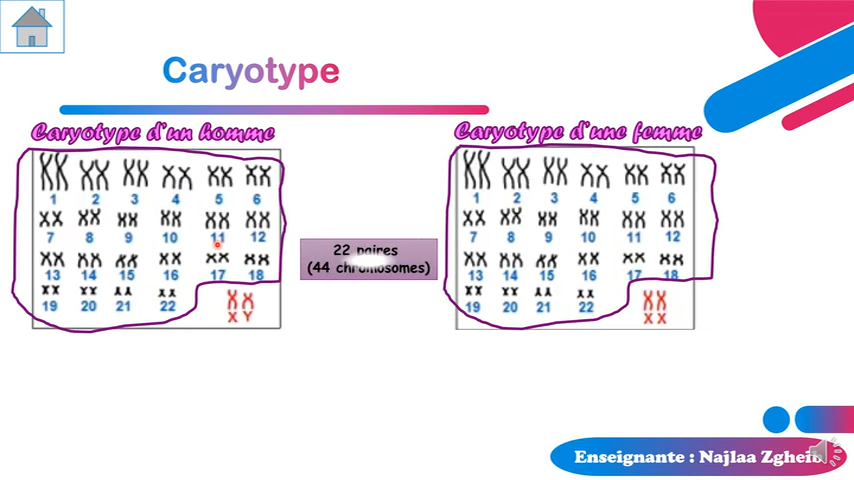 Caryotype
Caryotype d'un homme
1 2 3 4 5 6
7 8 9 10 11 12
13 14 15 16 17 18
19 20 21 22
X Y
22 paires
(44 chromosomes)
Caryotype d'une femme
1 2 3 4 5 6
7 8 9 10 11 12
13 14 15 16 17 18
19 20 21 22
X X
Enseignante : Najlaa Zgheib